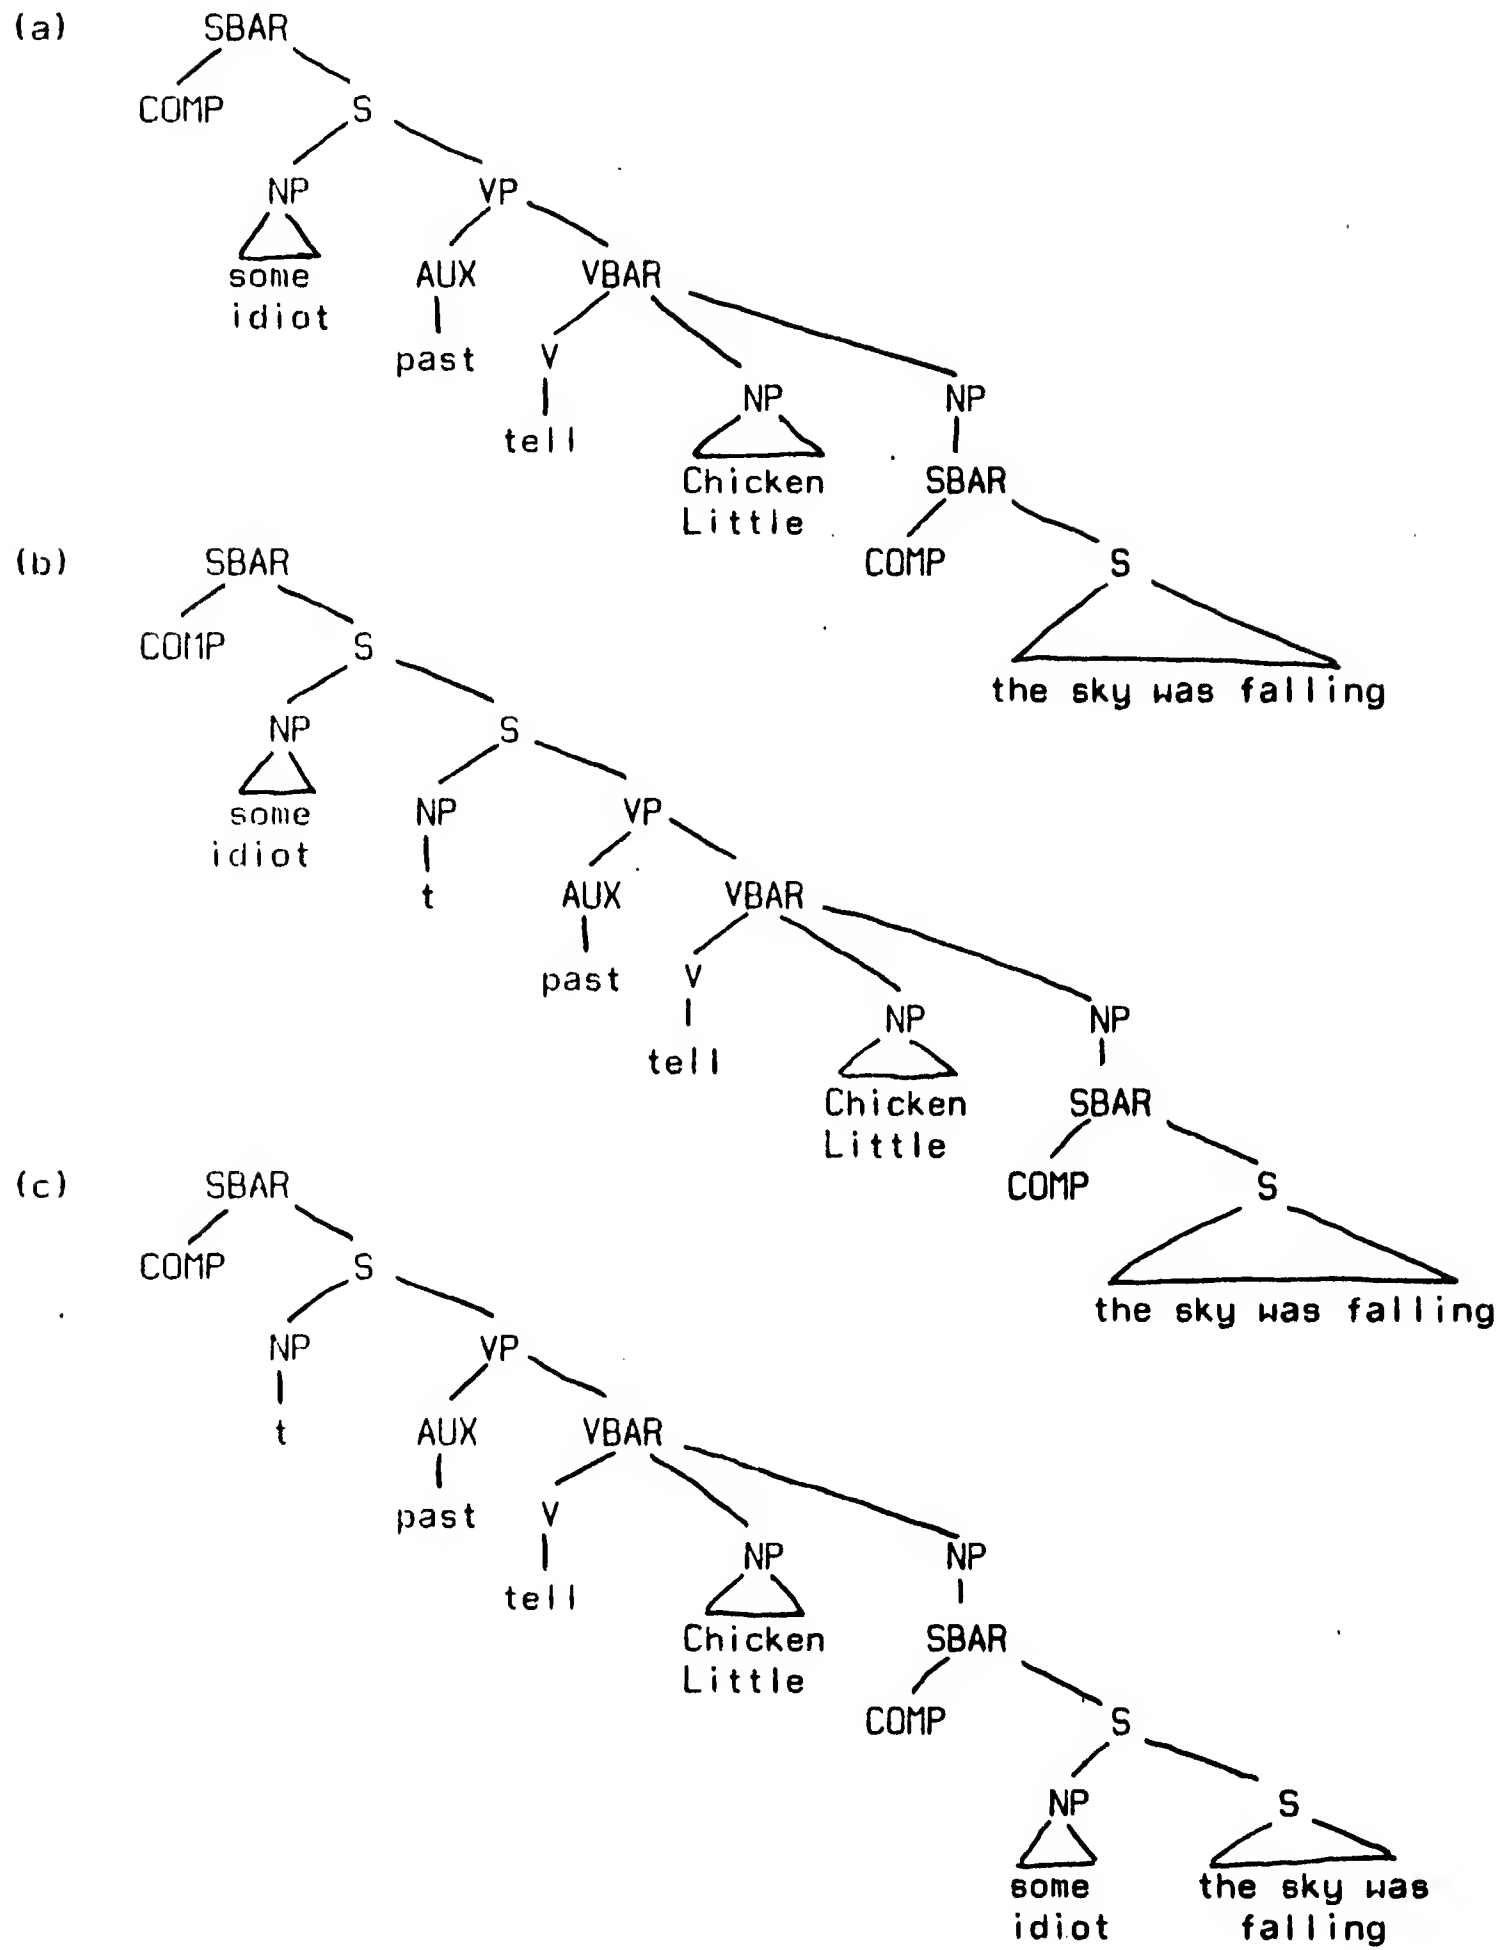 (a) SBAR
COMP S
NP VP
some
idiot
AUX VBAR
past
V
tell
NP NP
Chicken
Little
SBAR
COMP S
the sky was falling
(b) SBAR
COMP S
NP S
some
idiot
NP VP
t
AUX VBAR
past
V
tell
NP NP
Chicken
Little
SBAR
COMP S
the sky was falling
(c) SBAR
COMP S
NP VP
t
AUX VBAR
past
V
tell
NP NP
Chicken
Little
SBAR
COMP S
NP S
some
idiot
the sky was
falling